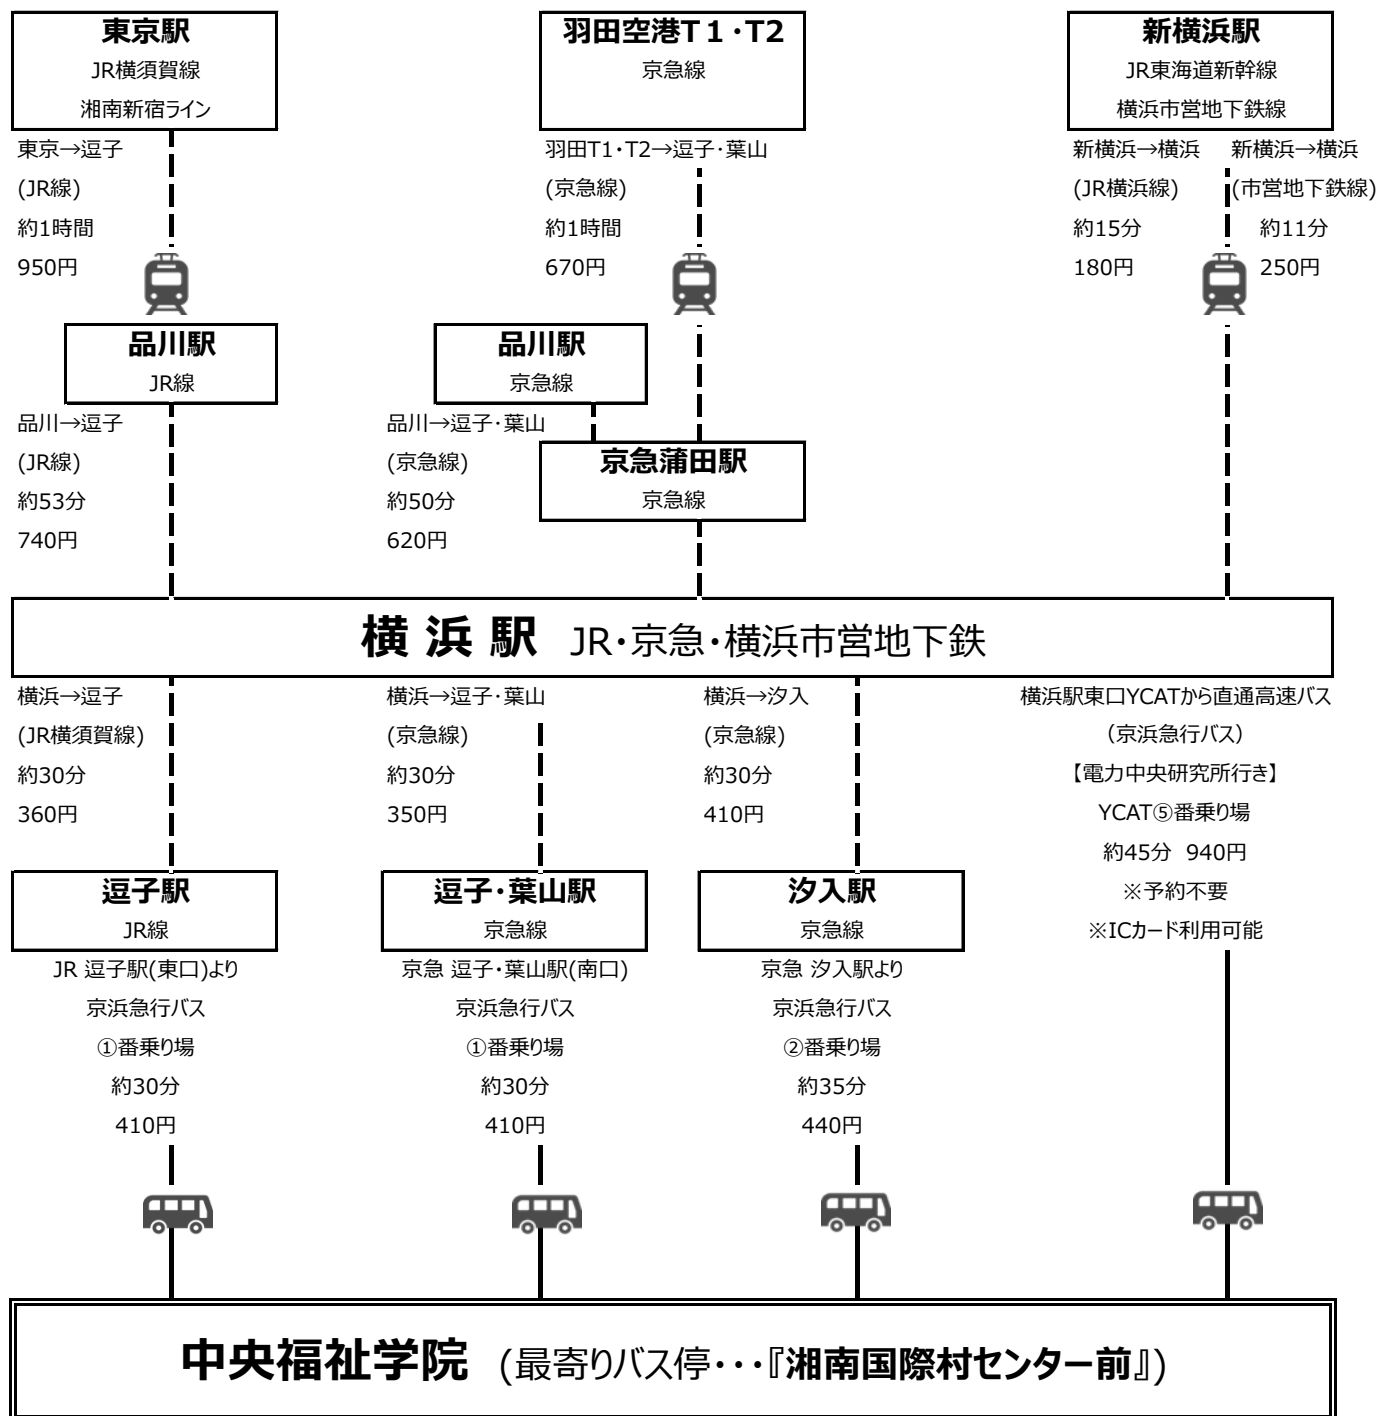 東京駅
JR横須賀線
湘南新宿ライン
東京→逗子
(JR線)
約1時間
950円
羽田空港T1・T2
京急線
羽田T1・T2→逗子・葉山
(京急線)
約1時間
670円
新横浜駅
JR東海道新幹線
横浜市営地下鉄線
新横浜→横浜
(JR横浜線)
約15分
180円
新横浜→横浜
(市営地下鉄線)
約11分
250円
品川駅
JR線
品川→逗子
(JR線)
約53分
740円
品川駅
京急線
品川→逗子・葉山
(京急線)
約50分
620円
京急蒲田駅
京急線
横浜駅 JR・京急・横浜市営地下鉄
横浜→逗子
(JR横須賀線)
約30分
360円
横浜→逗子・葉山
(京急線)
約30分
350円
横浜→汐入
(京急線)
約30分
410円
横浜駅東口YCATから直通高速バス
(京浜急行バス)
【電力中央研究所行き】
YCAT⑤番乗り場
約45分 940円
※予約不要
※ICカード利用可能
逗子駅
JR線
JR 逗子駅(東口)より
京浜急行バス
①番乗り場
約30分
410円
逗子・葉山駅
京急線
京急 逗子・葉山駅(南口)
京浜急行バス
①番乗り場
約30分
410円
汐入駅
京急線
京急 汐入駅より
京浜急行バス
②番乗り場
約35分
440円
中央福祉学院 (最寄りバス停・・・『湘南国際村センター前』)